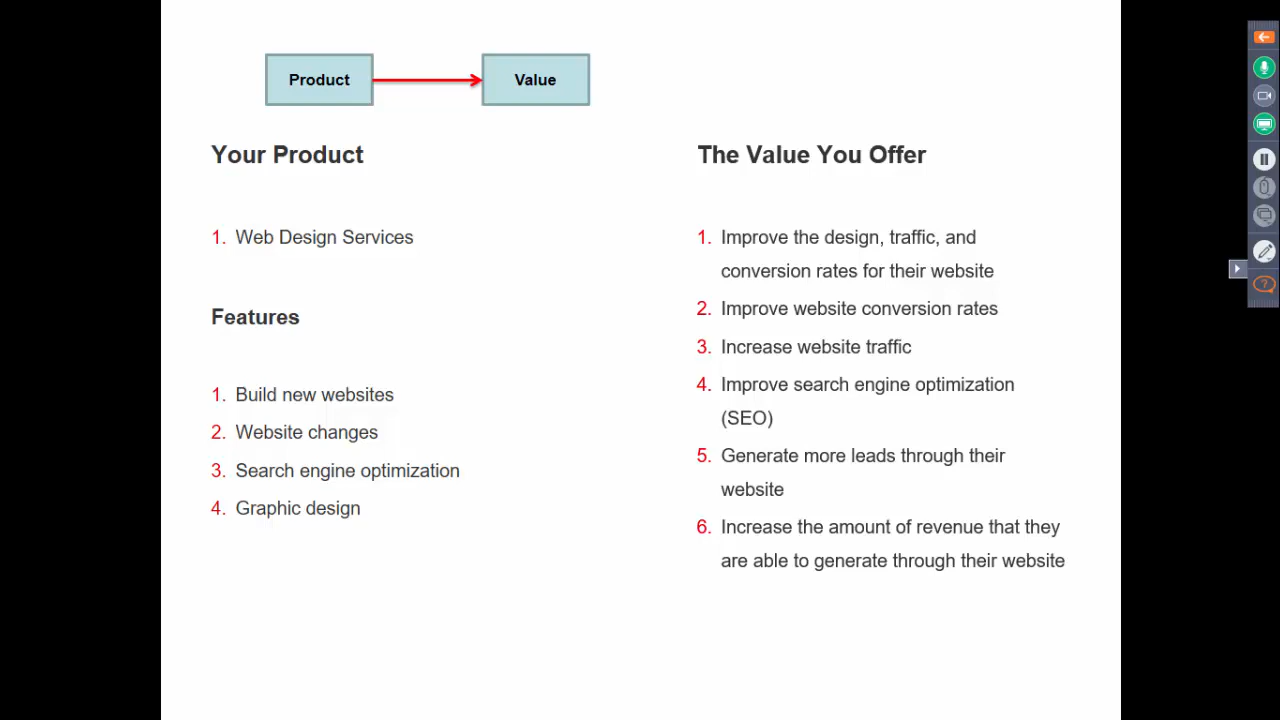 Product
Value
Your Product
1. Web Design Services
Features
1. Build new websites
2. Website changes
3. Search engine optimization
4. Graphic design
The Value You Offer
1. Improve the design, traffic, and
conversion rates for their website
2. Improve website conversion rates
3. Increase website traffic
4. Improve search engine optimization
(SEO)
5. Generate more leads through their
website
6. Increase the amount of revenue that they
are able to generate through their website
?